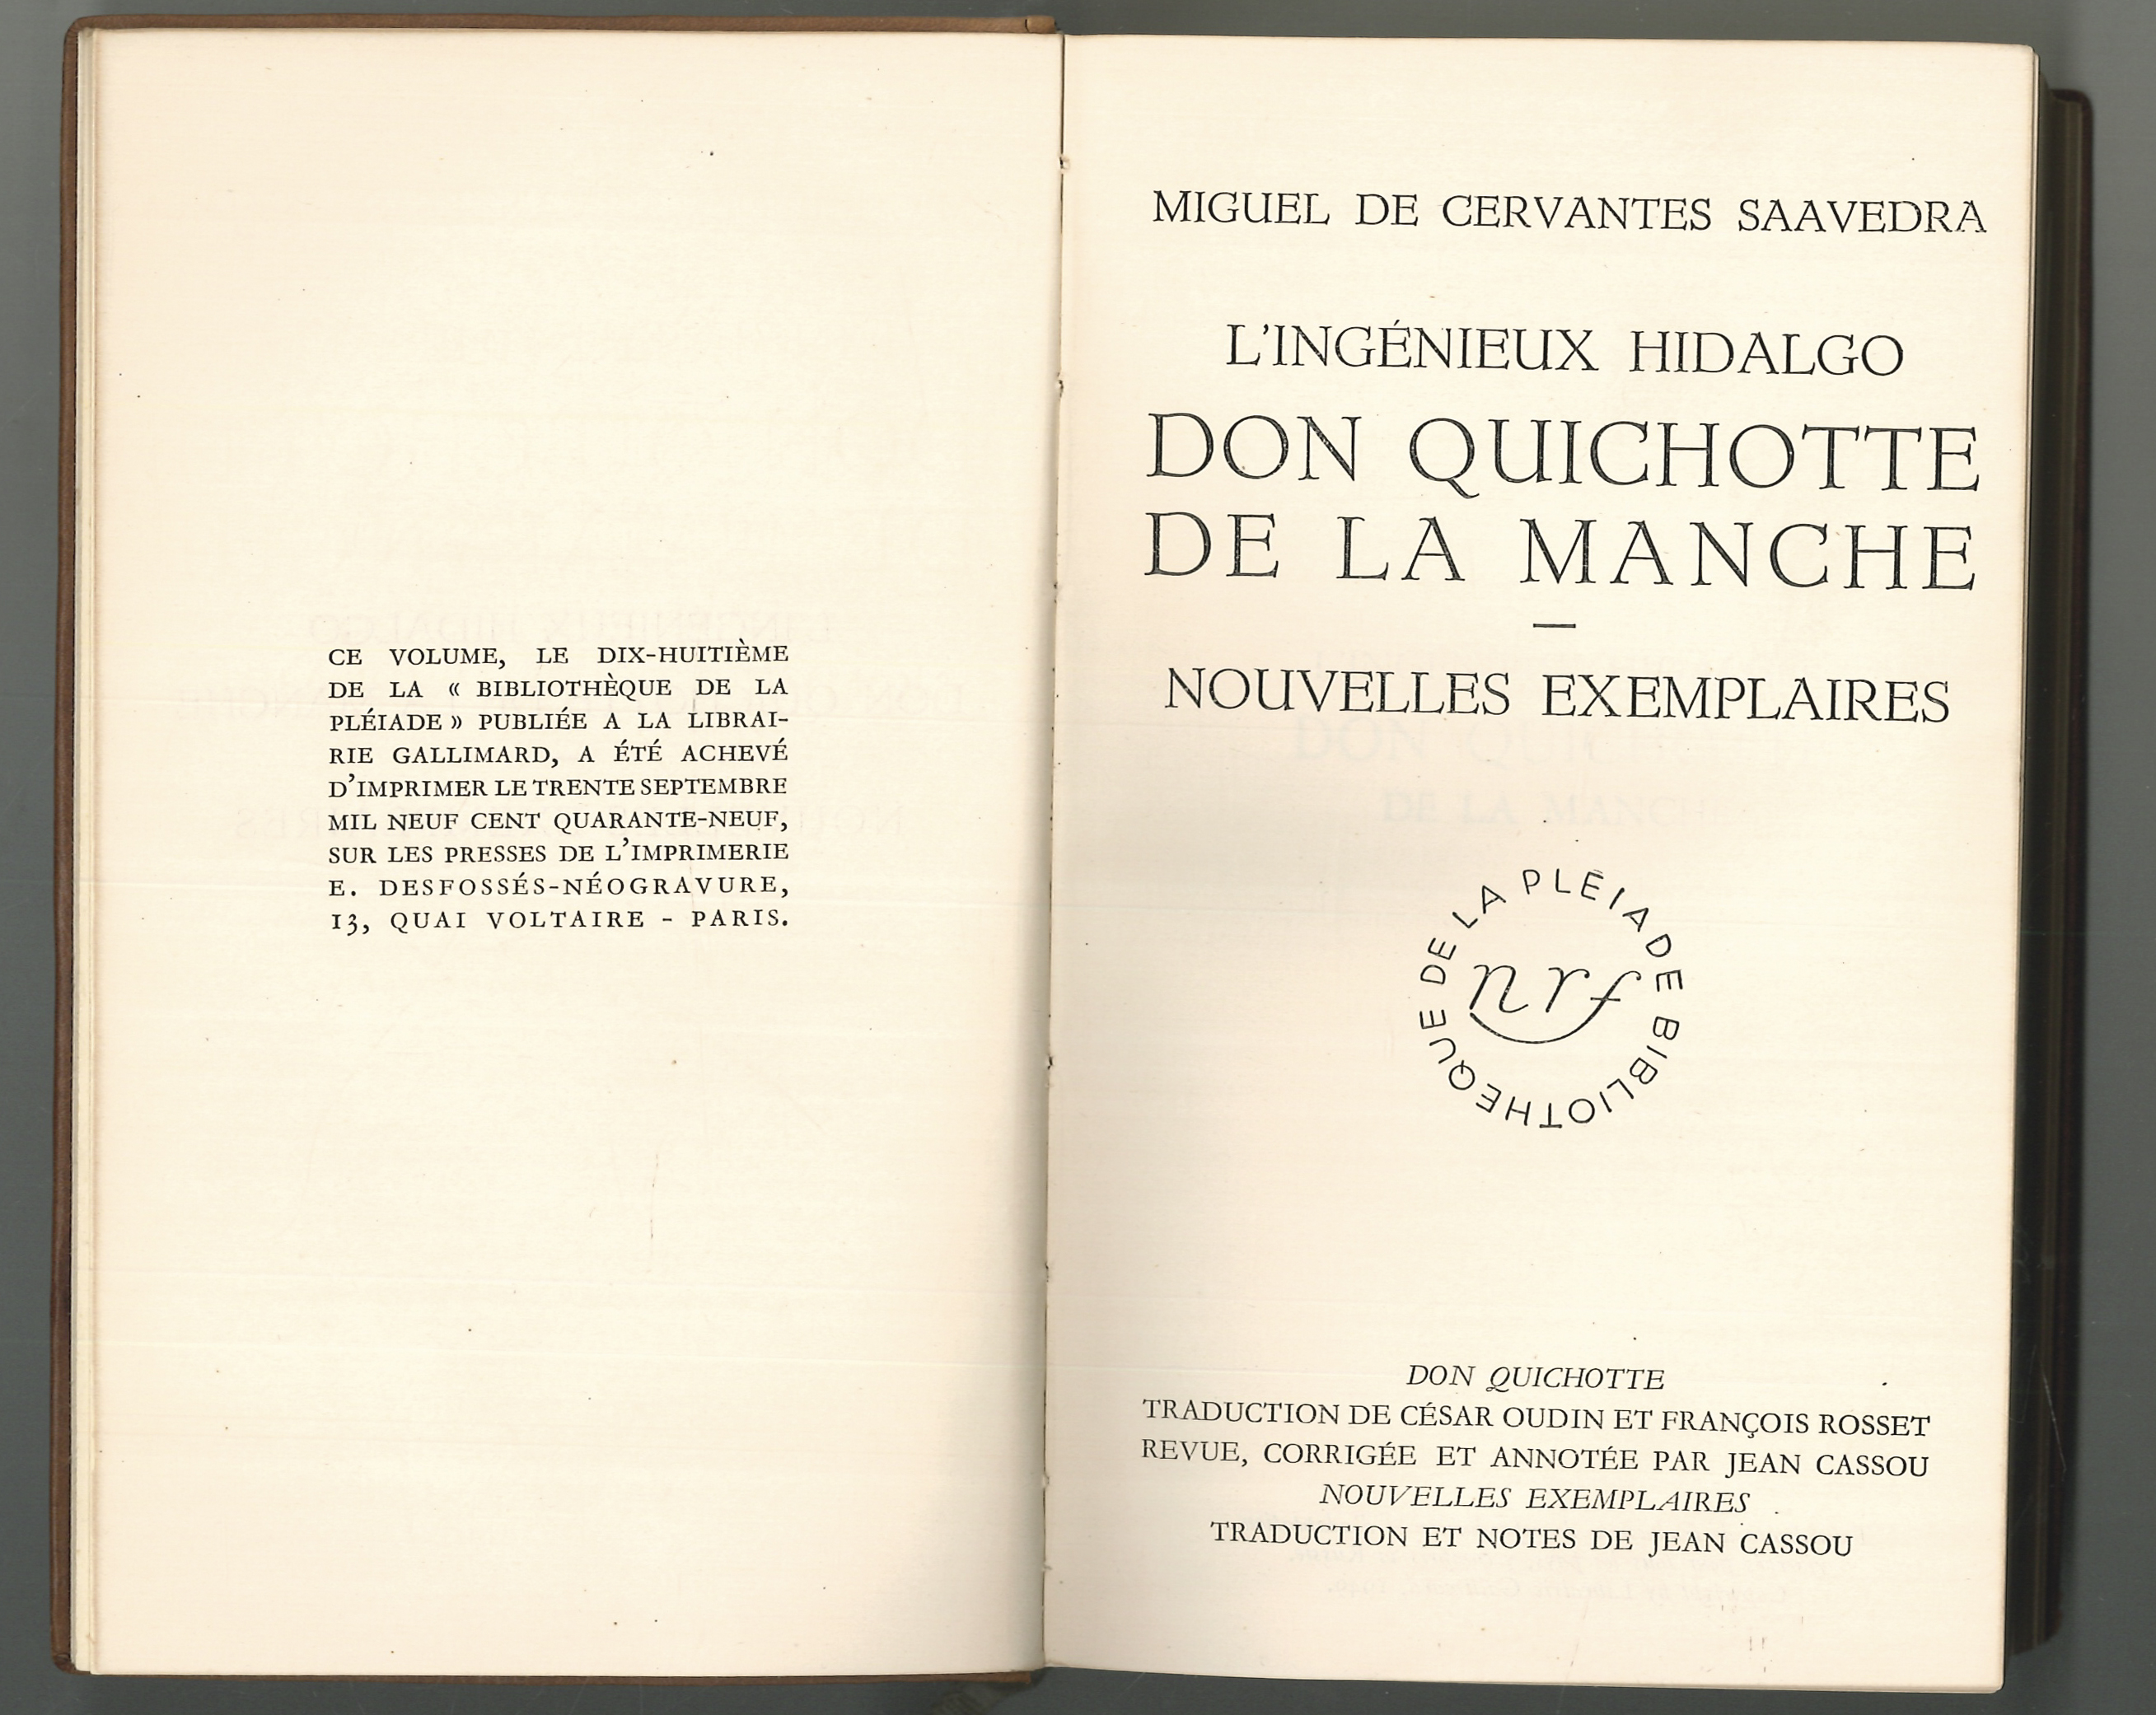 CE VOLUME, LE DIX-HUITIÈME
DE LA « BIBLIOTHÈQUE DE LA
PLÉIADE » PUBLIÉE A LA LIBRAI-
RIE GALLIMARD, A ÉTÉ ACHEVÉ
D'IMPRIMER LE TRENTE SEPTEMBRE
MIL NEUF CENT QUARANTE-NEUF,
SUR LES PRESSES DE L'IMPRIMERIE
E. DESFOSSÉS-NÉOGRAVURE,
13, QUAI VOLTAIRE - PARIS.
MIGUEL DE CERVANTES SAAVEDRA
L'INGÉNIEUX HIDALGO
DON QUICHOTTE
DE LA MANCHE
NOUVELLES EXEMPLAIRES
BIBLIOTHEQUE DE LA PLÉIADE
nrf
DON QUICHOTTE
TRADUCTION DE CÉSAR OUDIN ET FRANÇOIS ROSSET
REVUE, CORRIGÉE ET ANNOTÉE PAR JEAN CASSOU
NOUVELLES EXEMPLAIRES
TRADUCTION ET NOTES DE JEAN CASSOU